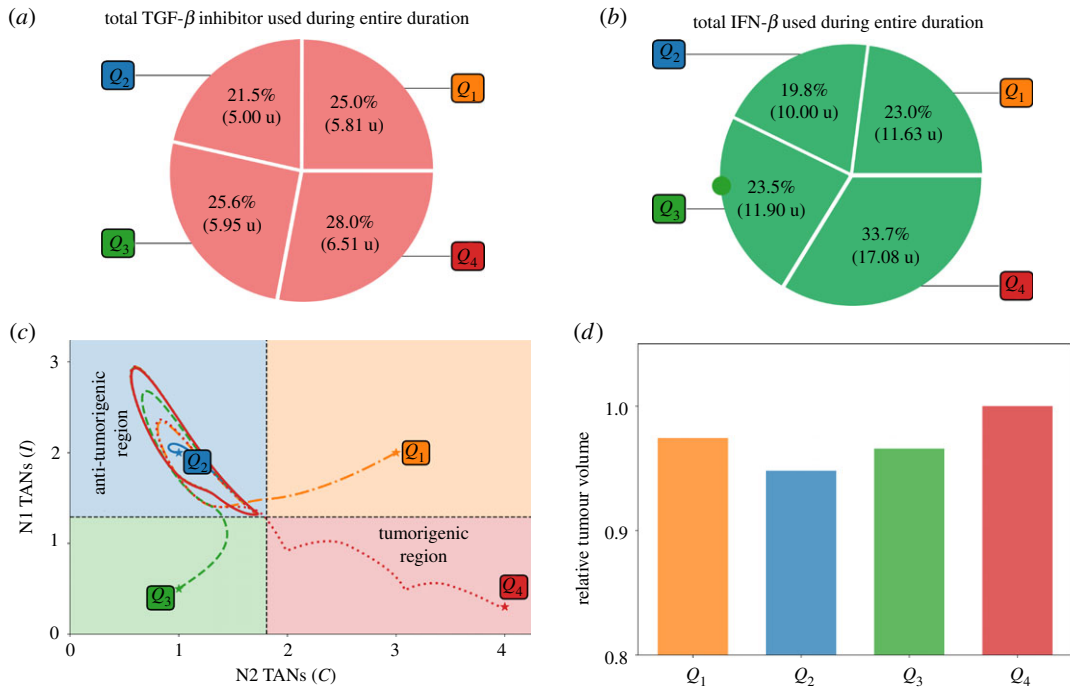 (a)
total TGF-β inhibitor used during entire duration
Q2
Q1
21.5%
(5.00 u)
25.0%
(5.81 u)
25.6%
(5.95 u)
28.0%
(6.51 u)
Q3
Q4
(b)
total IFN-β used during entire duration
Q2
Q1
19.8%
(10.00 u)
23.0%
(11.63 u)
23.5%
(11.90 u)
33.7%
(17.08 u)
Q3
Q4
(c)
N1 TANs (I)
3
2
1
0
anti-tumorigenic
region
Q2
Q1
tumorigenic
region
Q3
Q4
0 1 2 3 4
N2 TANs (C)
(d)
relative tumour volume
1.0
0.9
0.8
Q1 Q2 Q3 Q4